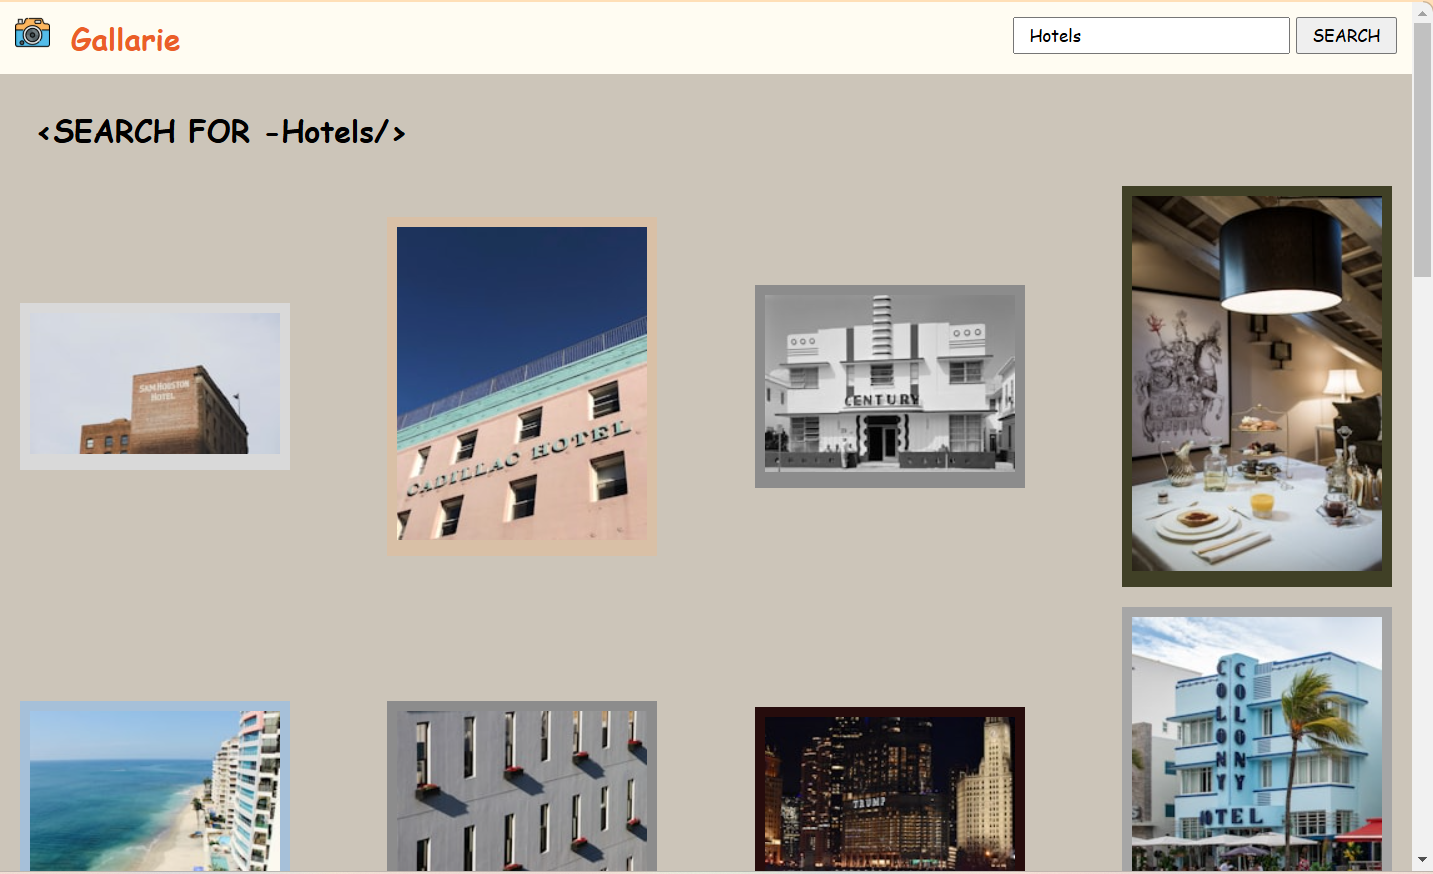 Gallarie
Hotels
SEARCH
<SEARCH FOR -Hotels/>
SAM HOUSTON
HOTEL
CADILLAC HOTEL
CENTURY
TRUMP
COLONY
COLONY
HOTEL